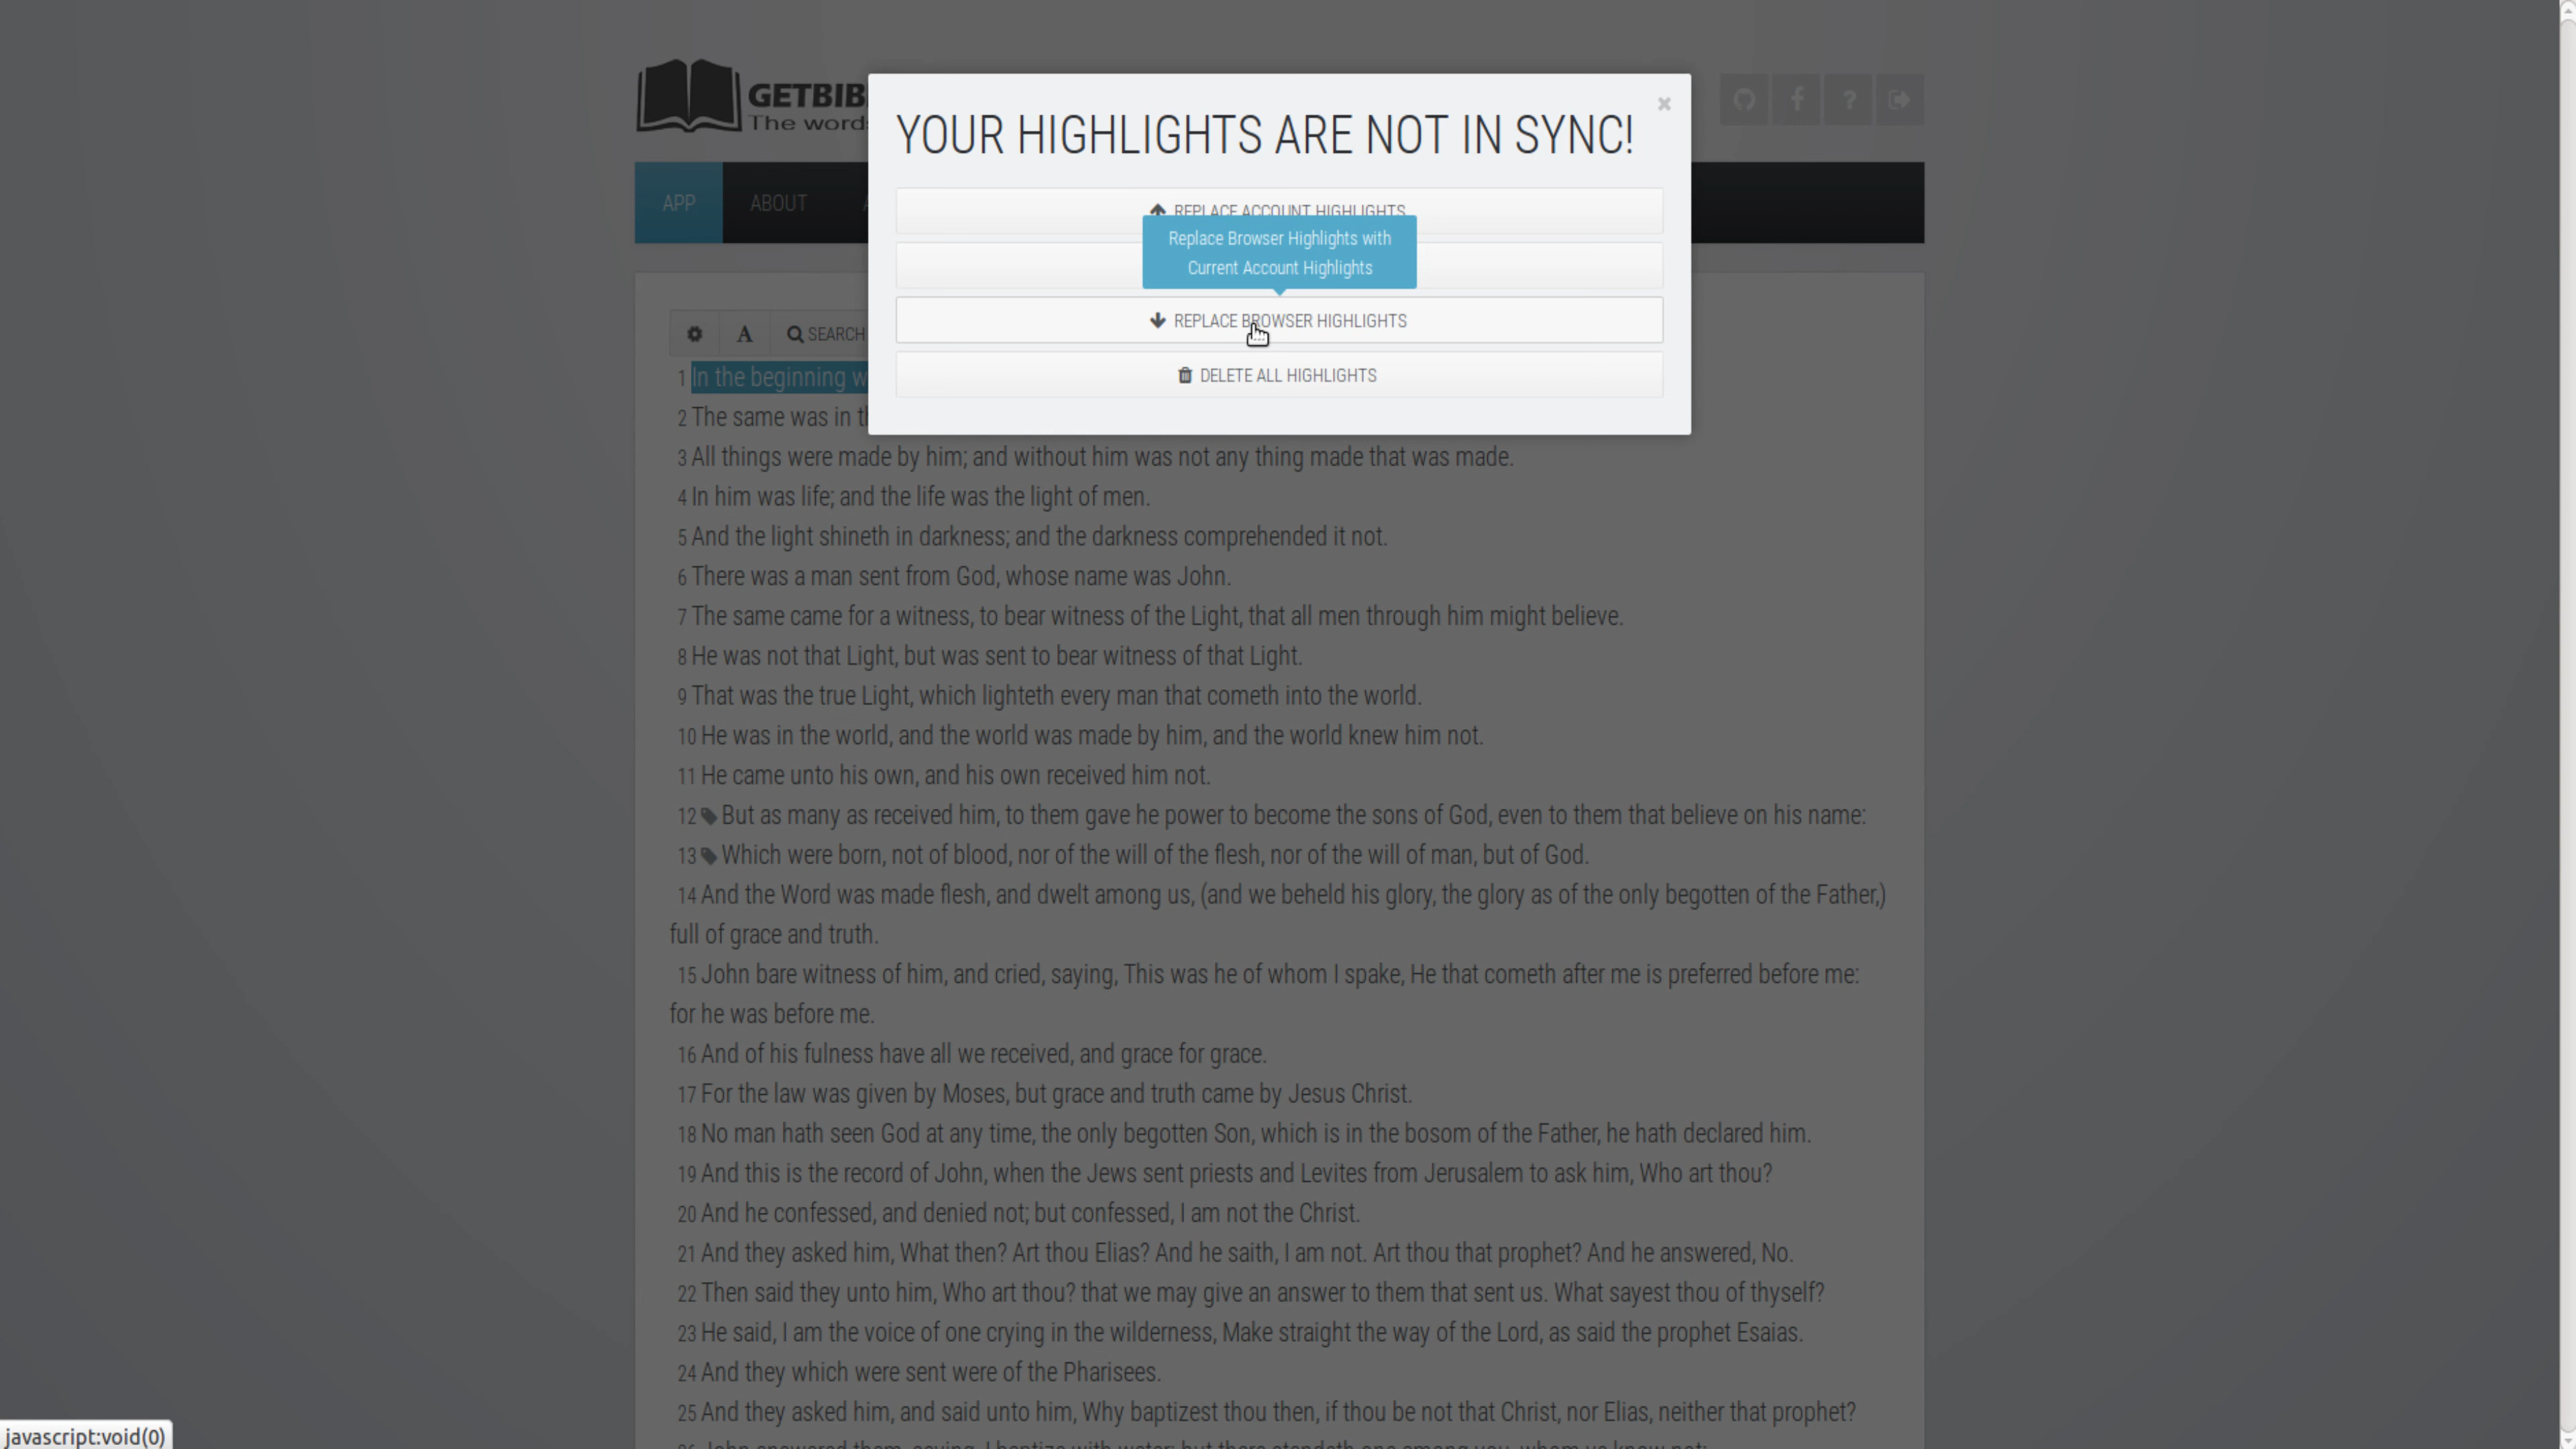 GETBIB
The word
YOUR HIGHLIGHTS ARE NOT IN SYNC!
APP ABOUT
REPLACE ACCOUNT HIGHLIGHTS
Replace Browser Highlights with
Current Account Highlights
REPLACE BROWSER HIGHLIGHTS
DELETE ALL HIGHLIGHTS
A SEARCH
1 In the beginning w
2 The same was in th
3 All things were made by him; and without him was not any thing made that was made.
4 In him was life; and the life was the light of men.
5 And the light shineth in darkness; and the darkness comprehended it not.
6 There was a man sent from God, whose name was John.
7 The same came for a witness, to bear witness of the Light, that all men through him might believe.
8 He was not that Light, but was sent to bear witness of that Light.
9 That was the true Light, which lighteth every man that cometh into the world.
10 He was in the world, and the world was made by him, and the world knew him not.
11 He came unto his own, and his own received him not.
12 But as many as received him, to them gave he power to become the sons of God, even to them that believe on his name:
13 Which were born, not of blood, nor of the will of the flesh, nor of the will of man, but of God.
14 And the Word was made flesh, and dwelt among us, (and we beheld his glory, the glory as of the only begotten of the Father,)
full of grace and truth.
15 John bare witness of him, and cried, saying, This was he of whom I spake, He that cometh after me is preferred before me:
for he was before me.
16 And of his fulness have all we received, and grace for grace.
17 For the law was given by Moses, but grace and truth came by Jesus Christ.
18 No man hath seen God at any time, the only begotten Son, which is in the bosom of the Father, he hath declared him.
19 And this is the record of John, when the Jews sent priests and Levites from Jerusalem to ask him, Who art thou?
20 And he confessed, and denied not; but confessed, I am not the Christ.
21 And they asked him, What then? Art thou Elias? And he saith, I am not. Art thou that prophet? And he answered, No.
22 Then said they unto him, Who art thou? that we may give an answer to them that sent us. What sayest thou of thyself?
23 He said, I am the voice of one crying in the wilderness, Make straight the way of the Lord, as said the prophet Esaias.
24 And they which were sent were of the Pharisees.
25 And they asked him, and said unto him, Why baptizest thou then, if thou be not that Christ, nor Elias, neither that prophet?
javascript:void(0)